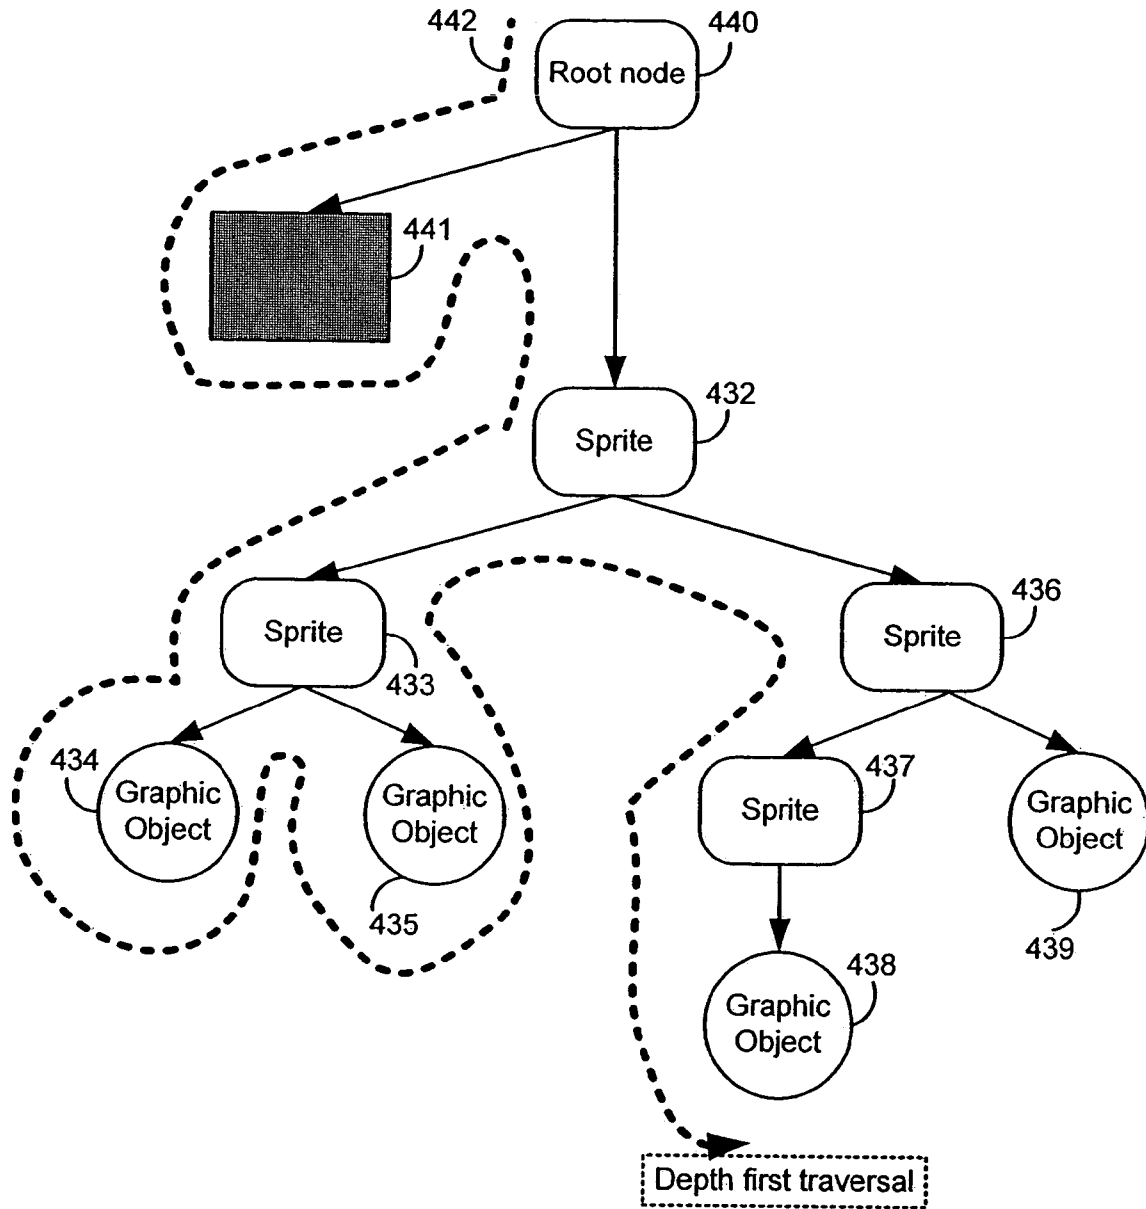 442
440
Root node
441
432
Sprite
436
Sprite
Sprite
433
434
437
Graphic
Object
Graphic
Object
Sprite
Graphic
Object
435
439
438
Graphic
Object
Depth first traversal